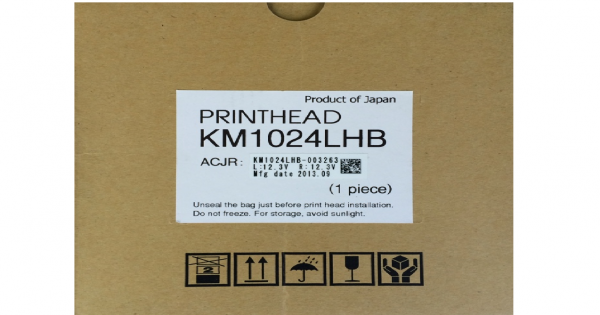 Product of Japan
PRINTHEAD
KM1024LHB
ACJR: KM1024LHB-003263
L:12.3V R:12.3V
Mfg date 2013.09
(1 piece)
Unseal the bag just before print head installation.
Do not freeze. For storage, avoid sunlight.
2